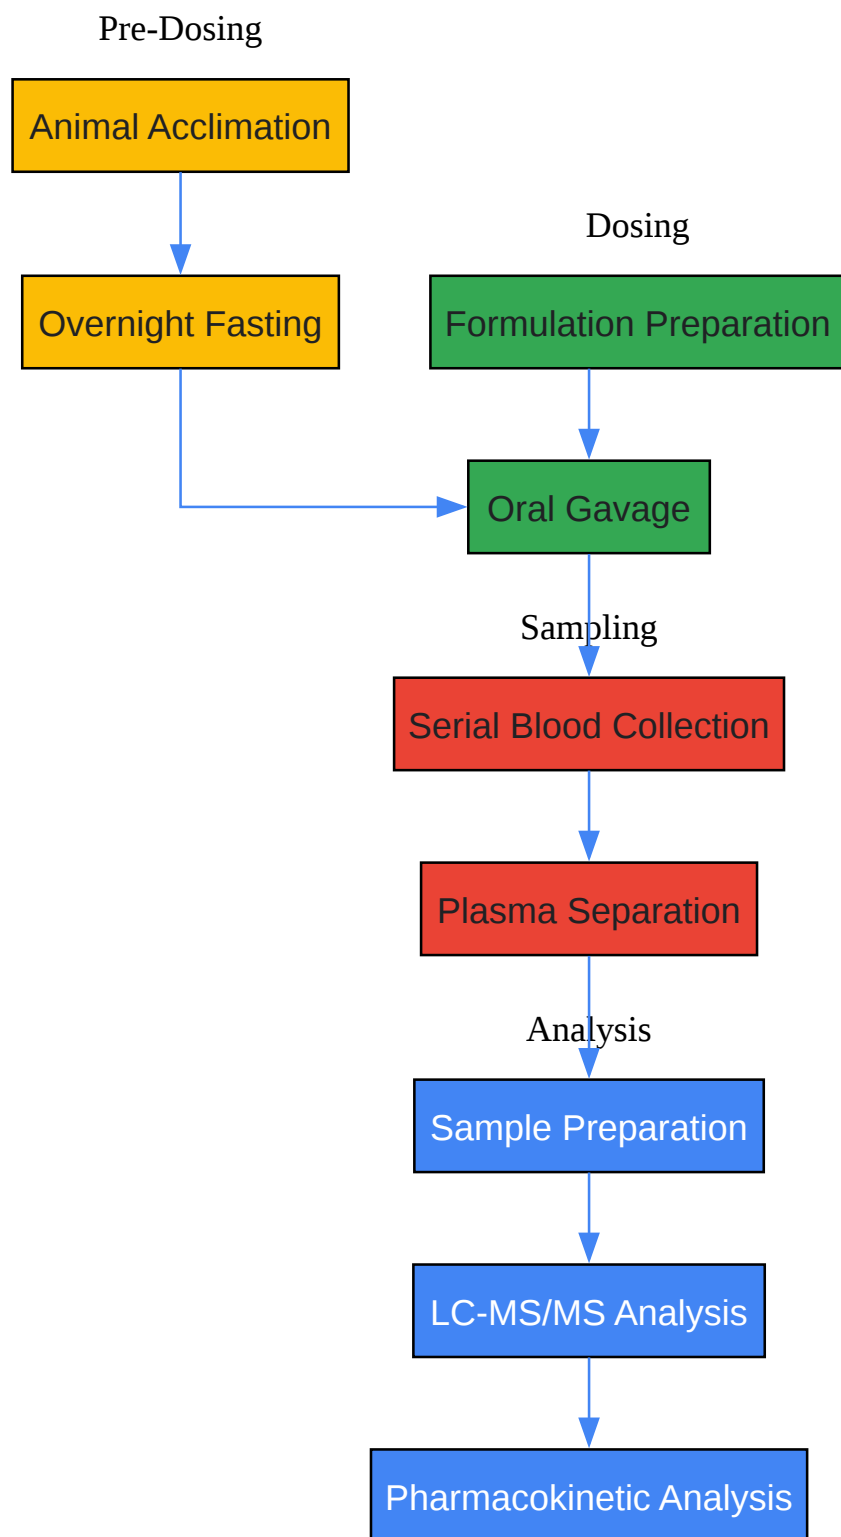 Pre-Dosing
Animal Acclimation
Overnight Fasting
Dosing
Formulation Preparation
Oral Gavage
Sampling
Serial Blood Collection
Plasma Separation
Analysis
Sample Preparation
LC-MS/MS Analysis
Pharmacokinetic Analysis